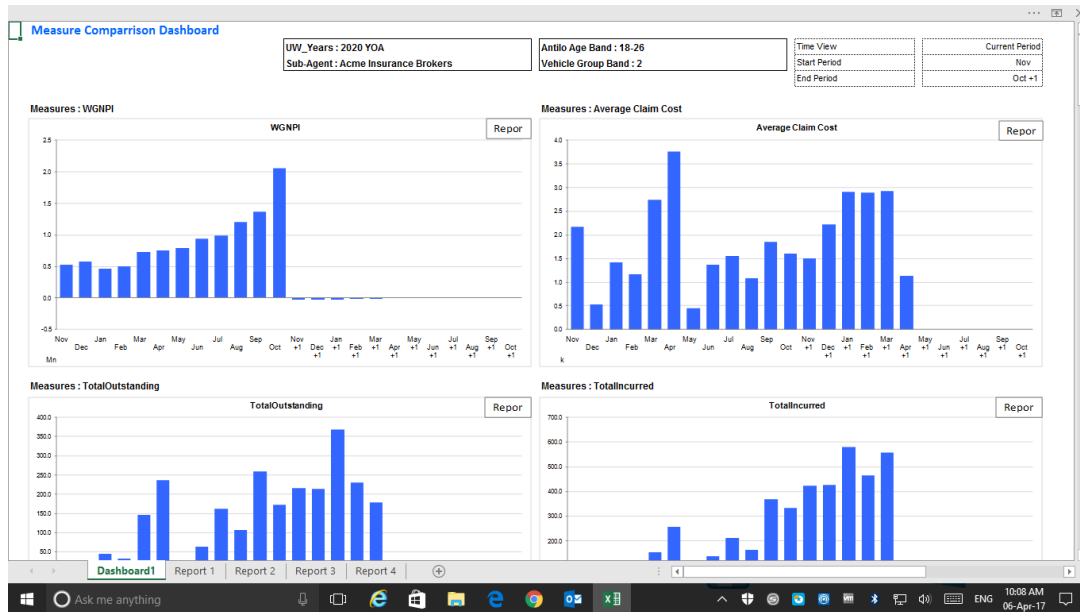 Measure Comparrison Dashboard
UW_Years : 2020 YOA
Sub-Agent : Acme Insurance Brokers
Antilo Age Band : 18-26
Vehicle Group Band : 2
Time View Current Period
Start Period Nov
End Period Oct +1
Measures : WGNPI
WGNPI
Repor
2.5
2.0
1.5
1.0
0.5
0.0
-0.5
Nov Dec Jan Feb Mar Apr May Jun Jul Aug Sep Oct Nov +1 Dec +1 Jan +1 Feb +1 Mar +1 Apr +1 May +1 Jun +1 Jul +1 Aug +1 Sep +1 Oct +1
Mn
Measures : Average Claim Cost
Average Claim Cost
Repor
4.0
3.5
3.0
2.5
2.0
1.5
1.0
0.5
0.0
Nov Dec Jan Feb Mar Apr May Jun Jul Aug Sep Oct Nov +1 Dec +1 Jan +1 Feb +1 Mar +1 Apr +1 May +1 Jun +1 Jul +1 Aug +1 Sep +1 Oct +1
k
Measures : TotalOutstanding
TotalOutstanding
Repor
400.0
350.0
300.0
250.0
200.0
150.0
100.0
50.0
Measures : TotalIncurred
TotalIncurred
Repor
700.0
600.0
500.0
400.0
300.0
200.0
Dashboard1 Report 1 Report 2 Report 3 Report 4
Ask me anything
ENG
10:08 AM
06-Apr-17